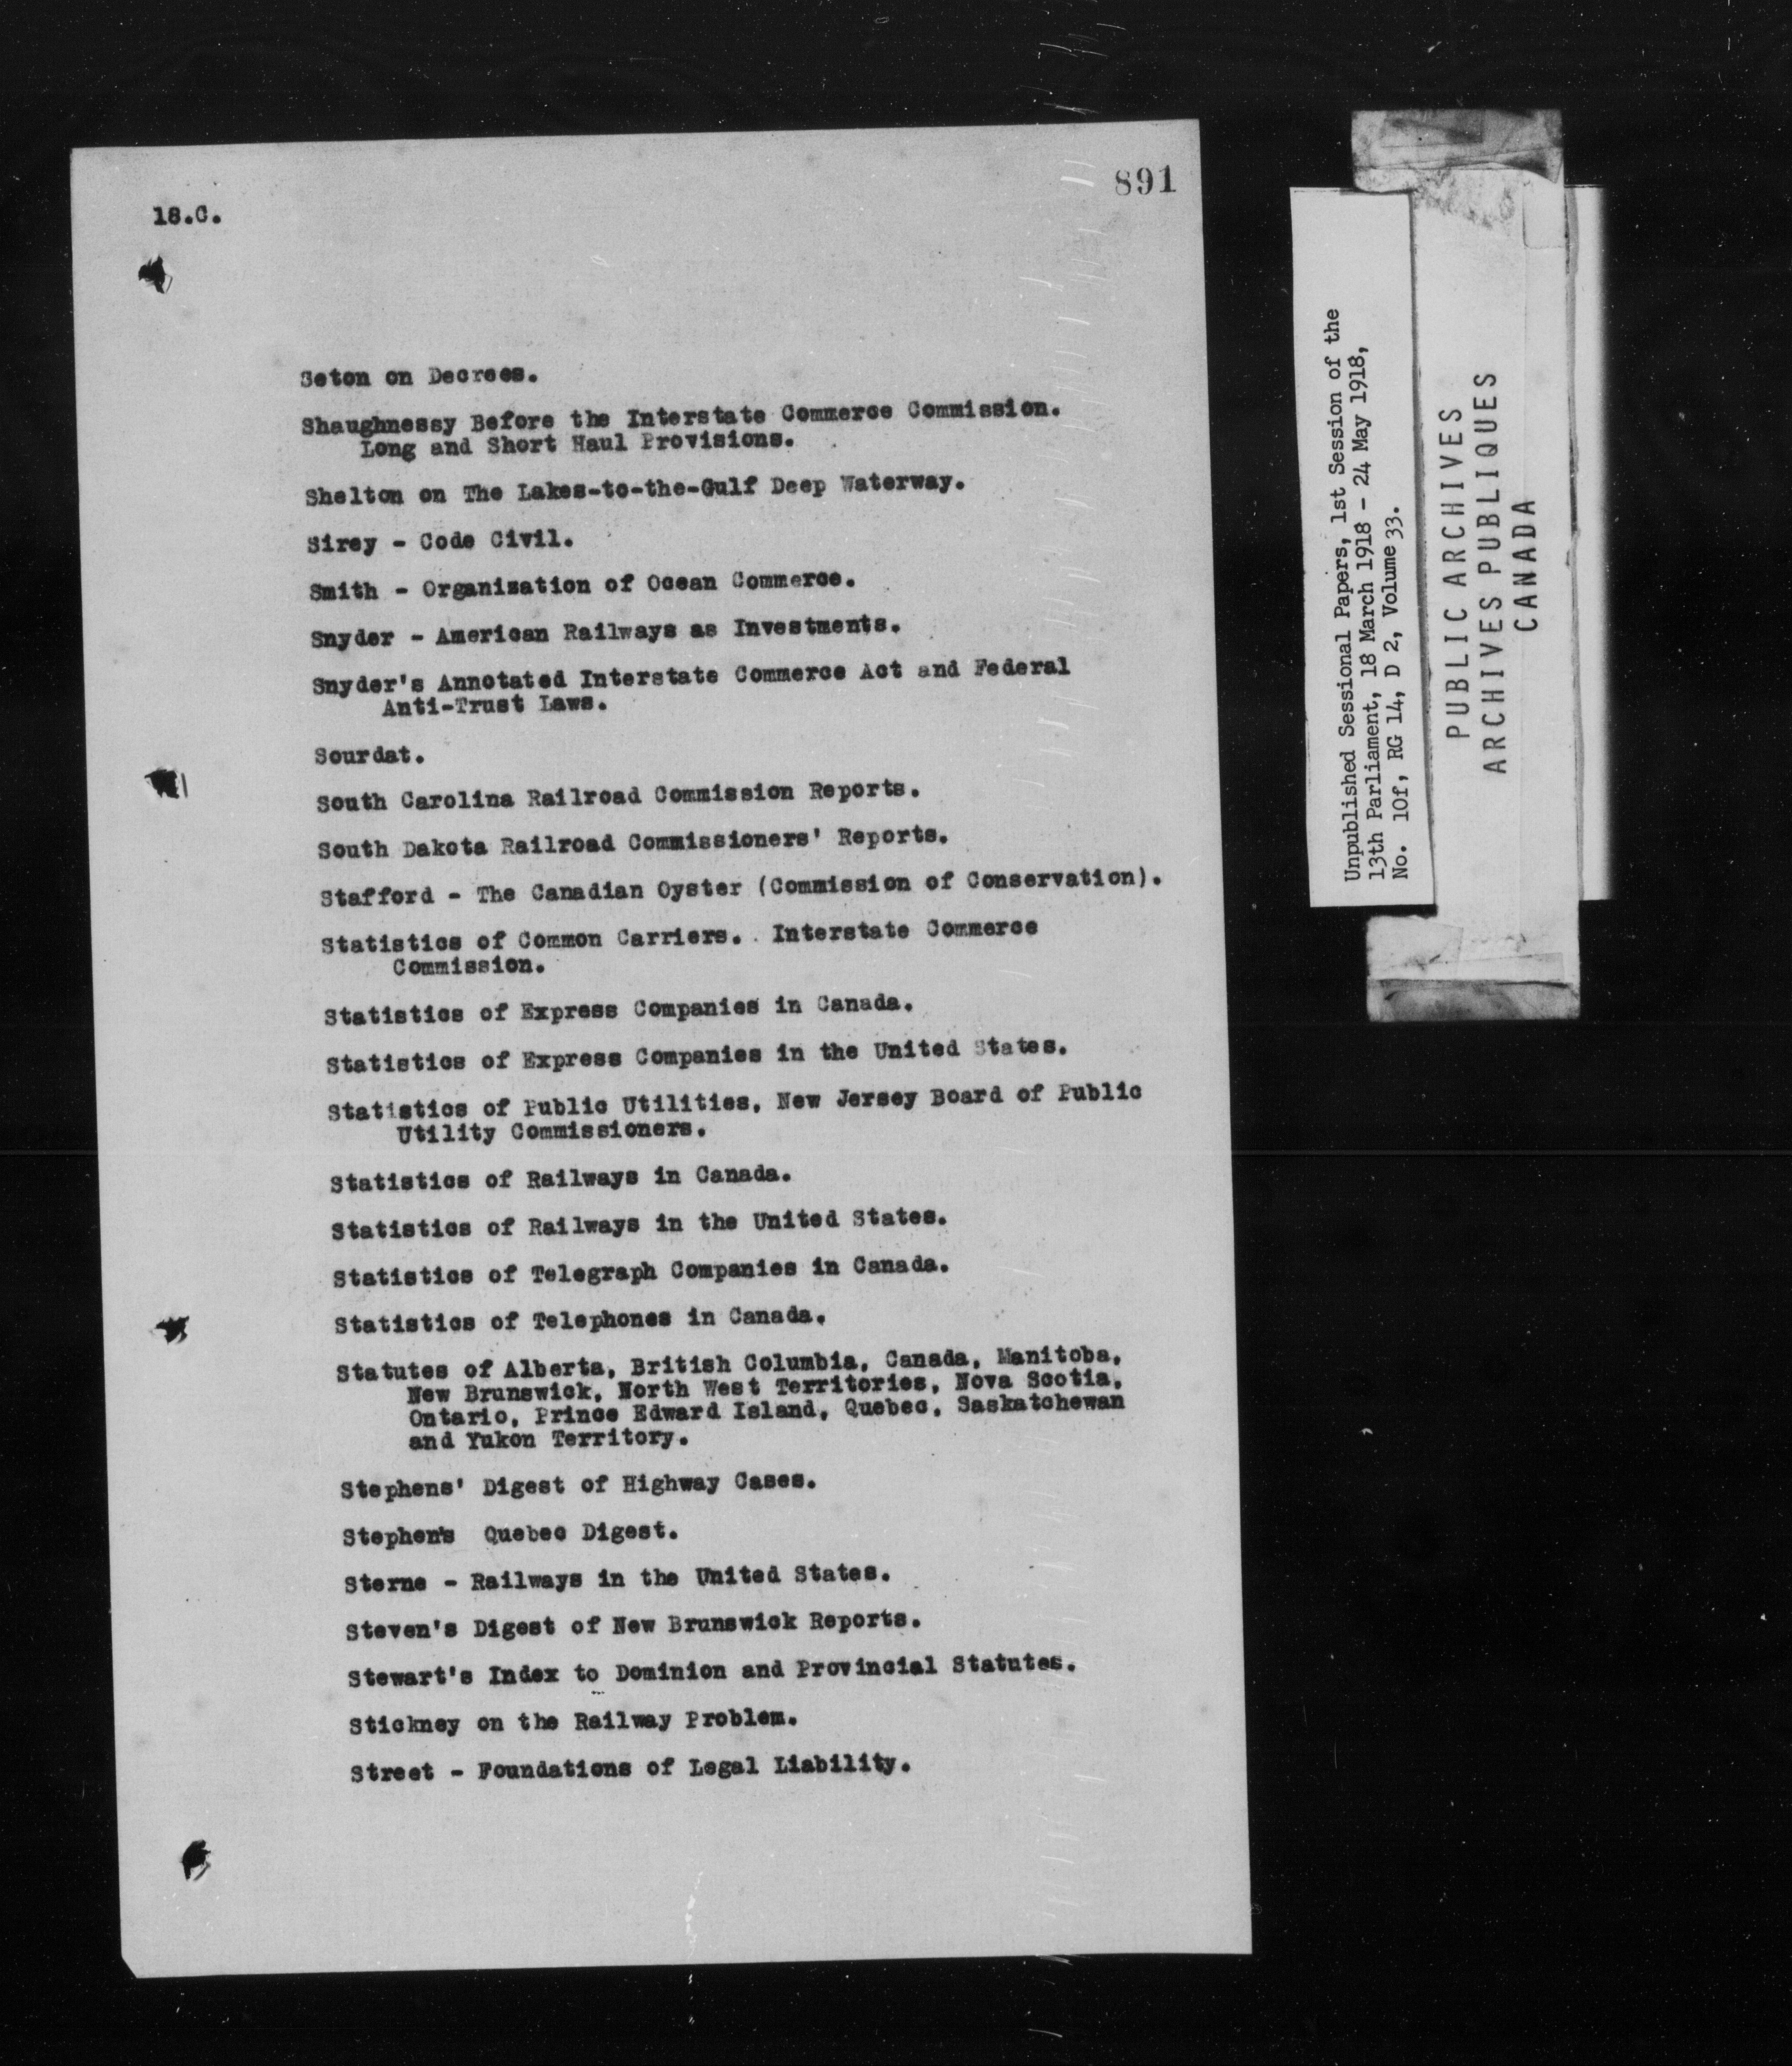 891
18.C.
Seton on Decrees.
Shaughnessy Before the Interstate Commerce Commission.
Long and Short Haul Provisions.
Shelton on The Lakes-to-the-Gulf Deep Waterway.
Sirey - Code Civil.
Smith - Organization of Ocean Commerce.
Snyder - American Railways as Investments.
Snyder's Annotated Interstate Commerce Act and Federal
Anti-Trust Laws.
Sourdat.
South Carolina Railroad Commission Reports.
South Dakota Railroad Commissioners' Reports.
Stafford - The Canadian Oyster (Commission of Conservation).
Statistics of Common Carriers. Interstate Commerce
Commission.
Statistics of Express Companies in Canada.
Statistics of Express Companies in the United States.
Statistics of Public Utilities, New Jersey Board of Public
Utility Commissioners.
Statistics of Railways in Canada.
Statistics of Railways in the United States.
Statistics of Telegraph Companies in Canada.
Statistics of Telephones in Canada.
Statutes of Alberta, British Columbia, Canada, Manitoba,
New Brunswick, North West Territories, Nova Scotia,
Ontario, Prince Edward Island, Quebec, Saskatchewan
and Yukon Territory.
Stephens' Digest of Highway Cases.
Stephen's Quebec Digest.
Sterne - Railways in the United States.
Steven's Digest of New Brunswick Reports.
Stewart's Index to Dominion and Provincial Statutes.
Stickney on the Railway Problem.
Street - Foundations of Legal Liability.
Unpublished Sessional Papers, 1st Session of the
13th Parliament, 18 March 1918 - 24 May 1918,
No. 10f, RG 14, D 2, Volume 33.
PUBLIC ARCHIVES
ARCHIVES PUBLIQUES
CANADA